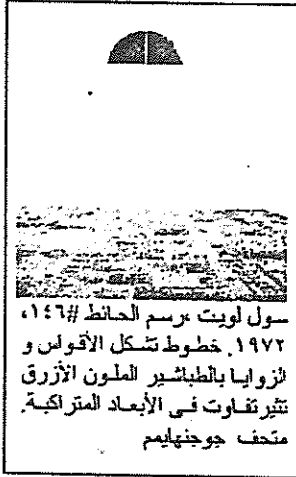 سول لويت ،رسم الحائط #١٤٦،
١٩٧٢. خطوط تشكل الأقواس و
الزوايا بالطباشير الملون الأزرق
تثير تفاوت في الأبعاد المتراكبة.
متحف جوجنهايمم